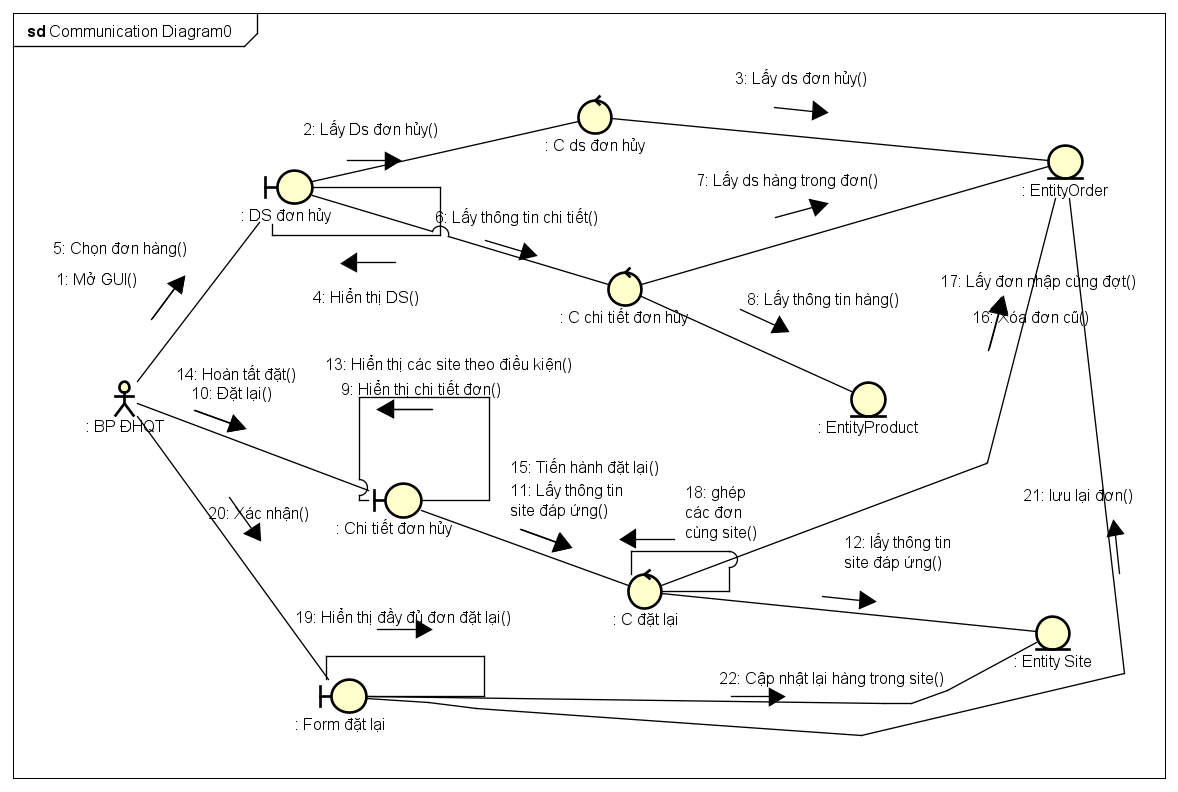 sd Communication Diagram0
3: Lấy ds đơn hủy()
2: Lấy Ds đơn hủy()
: C ds đơn hủy
7: Lấy ds hàng trong đơn()
: EntityOrder
: DS đơn hủy
6: Lấy thông tin chi tiết()
5: Chọn đơn hàng()
1: Mở GUI()
4: Hiển thị DS()
17: Lấy đơn nhập cùng đợt()
8: Lấy thông tin hàng()
: C chi tiết đơn hủy
16: Xóa đơn cũ()
13: Hiển thị các site theo điều kiện()
14: Hoàn tất đặt()
9: Hiển thị chi tiết đơn()
10: Đặt lại()
: BP ĐHQT
: EntityProduct
15: Tiến hành đặt lại()
11: Lấy thông tin
site đáp ứng()
18: ghép
các đơn
cùng site()
21: lưu lại đơn()
20: Xác nhận()
: Chi tiết đơn hủy
12: lấy thông tin
site đáp ứng()
19: Hiển thị đầy đủ đơn đặt lại()
: C đặt lại
: Entity Site
22: Cập nhật lại hàng trong site()
: Form đặt lại